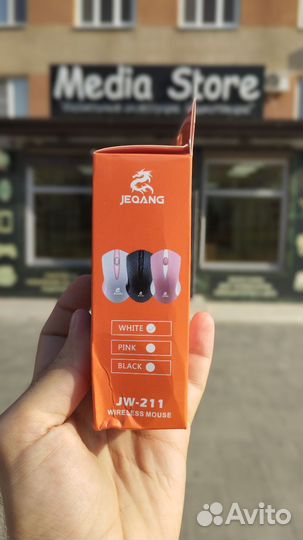 Media Store
JEQANG
WHITE
PINK
BLACK
JW-211
WIRELESS MOUSE
Avito